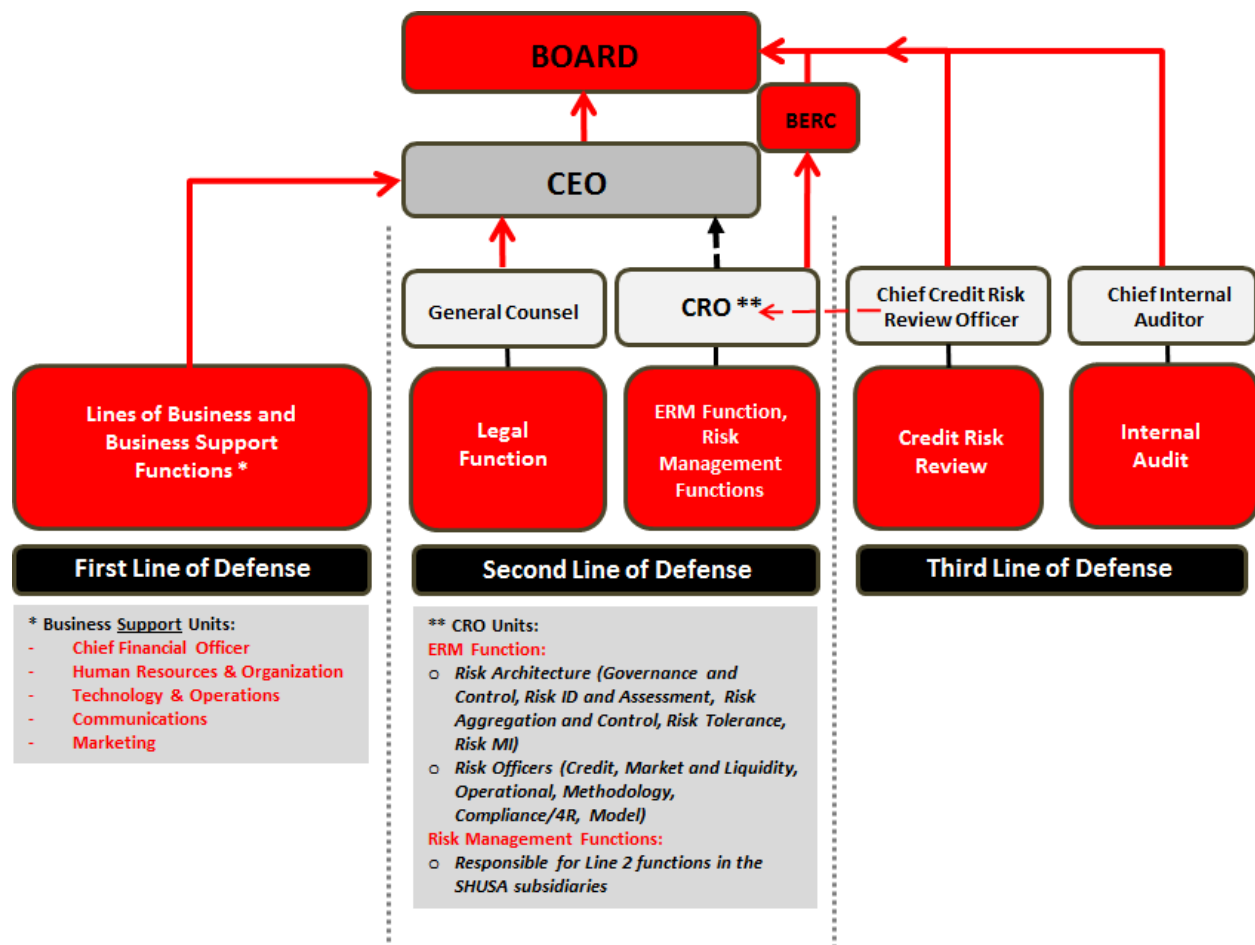 BOARD
BERC
CEO
General Counsel
CRO **
Chief Credit Risk
Review Officer
Chief Internal
Auditor
Lines of Business and
Business Support
Functions *
Legal
Function
ERM Function,
Risk
Management
Functions
Credit Risk
Review
Internal
Audit
First Line of Defense
Second Line of Defense
Third Line of Defense
* Business Support Units:
- Chief Financial Officer
- Human Resources & Organization
- Technology & Operations
- Communications
- Marketing
** CRO Units:
ERM Function:
o Risk Architecture (Governance and
Control, Risk ID and Assessment, Risk
Aggregation and Control, Risk Tolerance,
Risk MI)
o Risk Officers (Credit, Market and Liquidity,
Operational, Methodology,
Compliance/4R, Model)
Risk Management Functions:
o Responsible for Line 2 functions in the
SHUSA subsidiaries